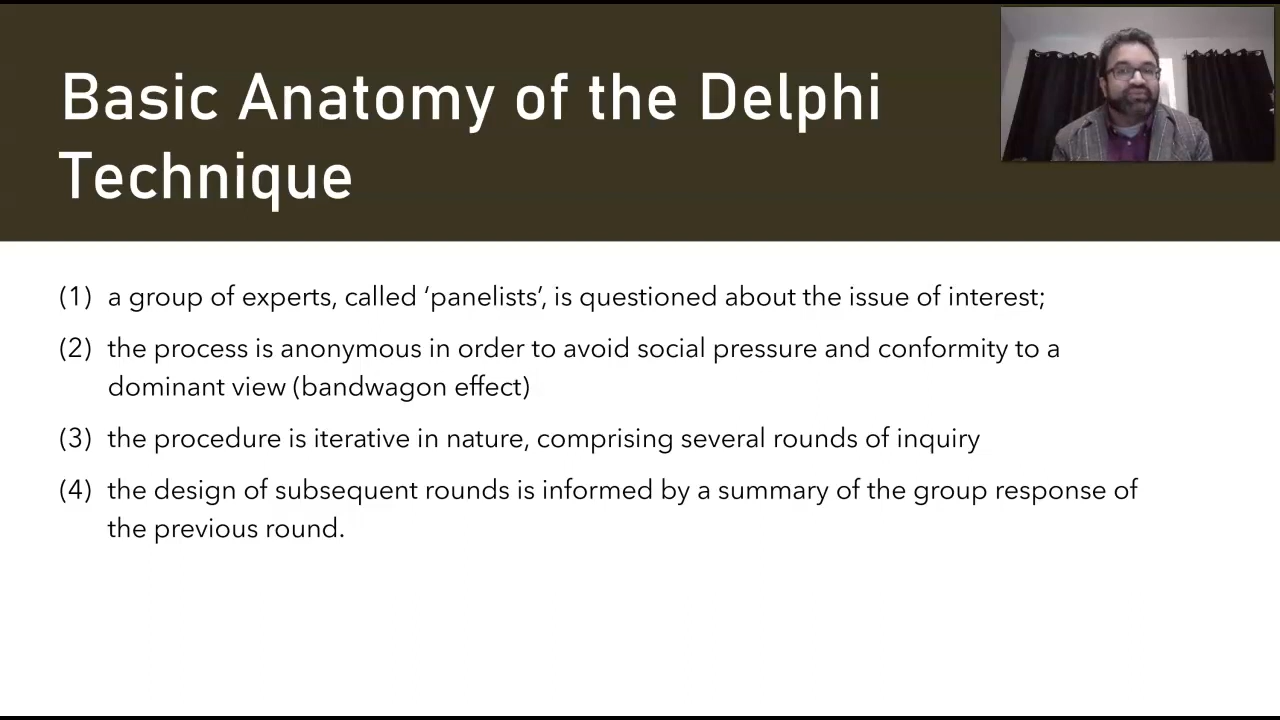 Basic Anatomy of the Delphi
Technique
(1) a group of experts, called ‘panelists’, is questioned about the issue of interest;
(2) the process is anonymous in order to avoid social pressure and conformity to a
dominant view (bandwagon effect)
(3) the procedure is iterative in nature, comprising several rounds of inquiry
(4) the design of subsequent rounds is informed by a summary of the group response of
the previous round.